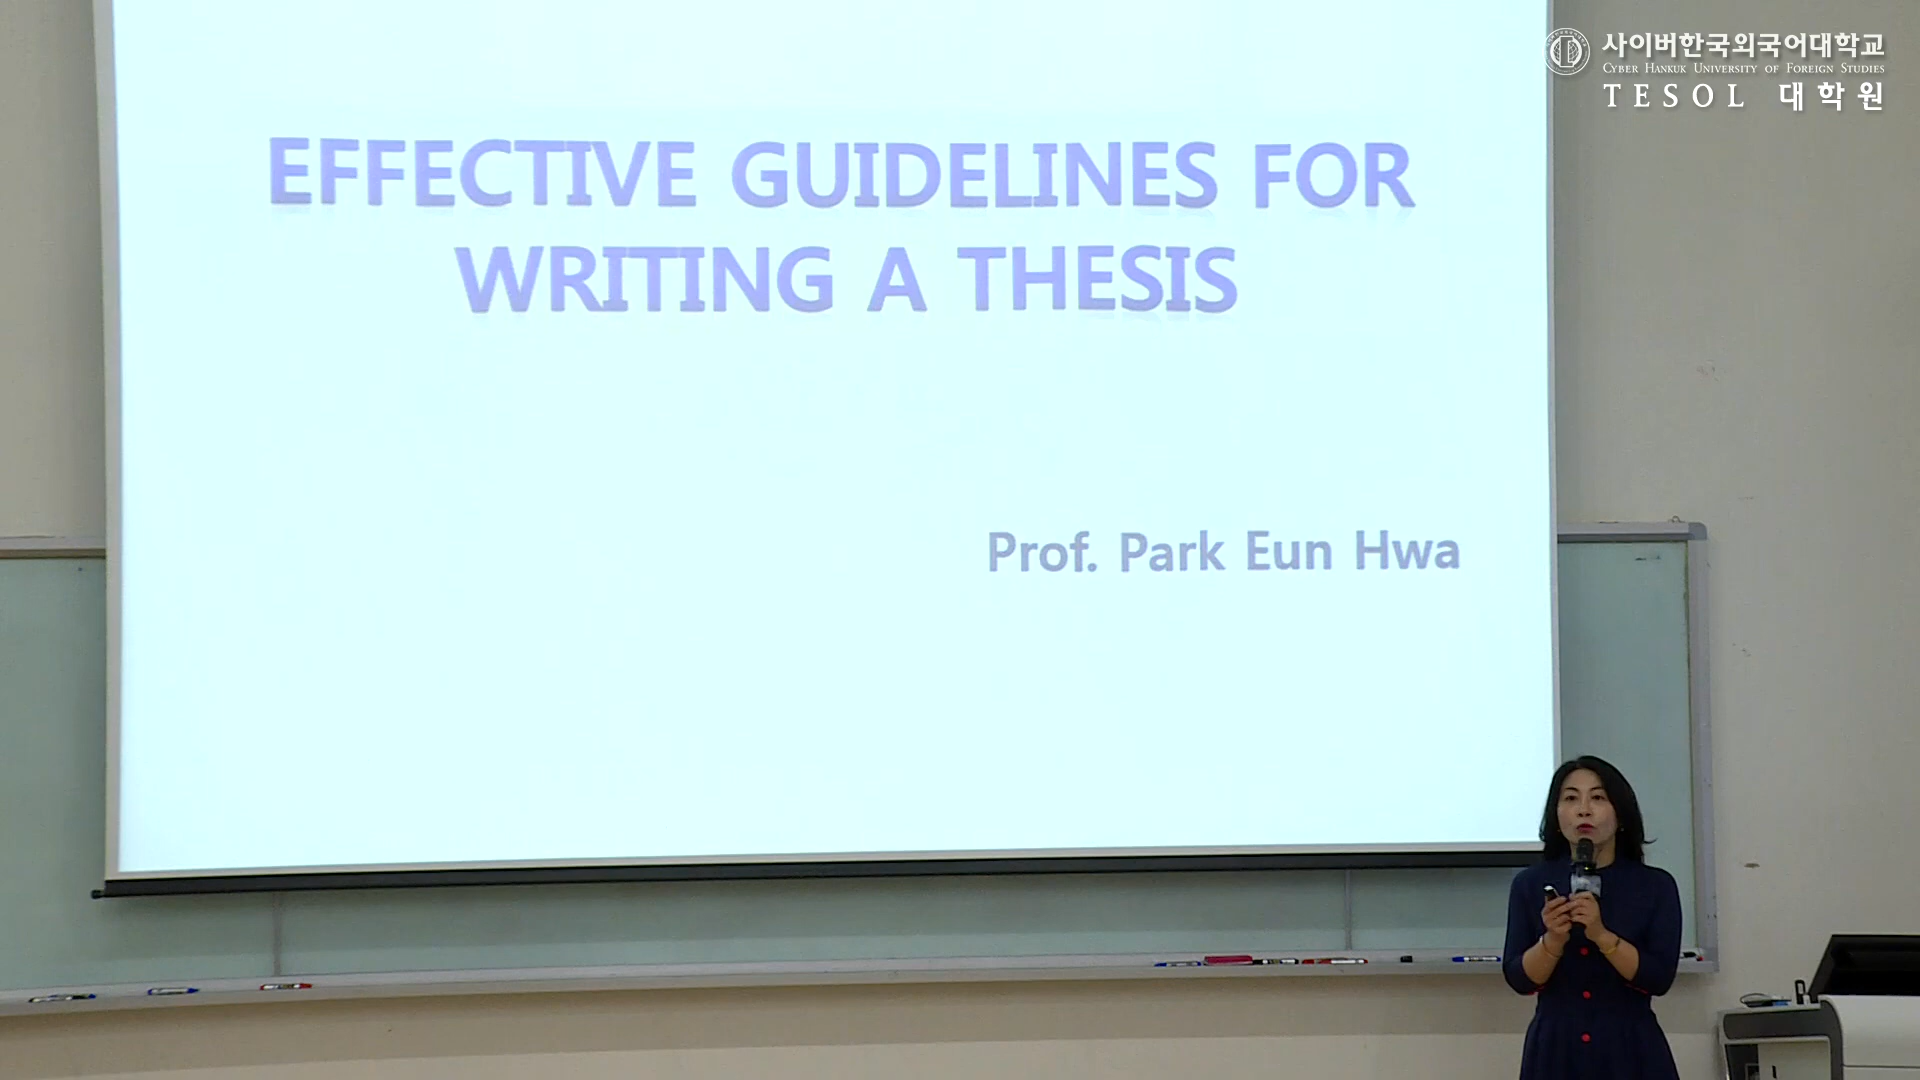 사이버한국외국어대학교
CYBER HANKUK UNIVERSITY OF FOREIGN STUDIES
TESOL 대학원
EFFECTIVE GUIDELINES FOR
WRITING A THESIS
Prof. Park Eun Hwa